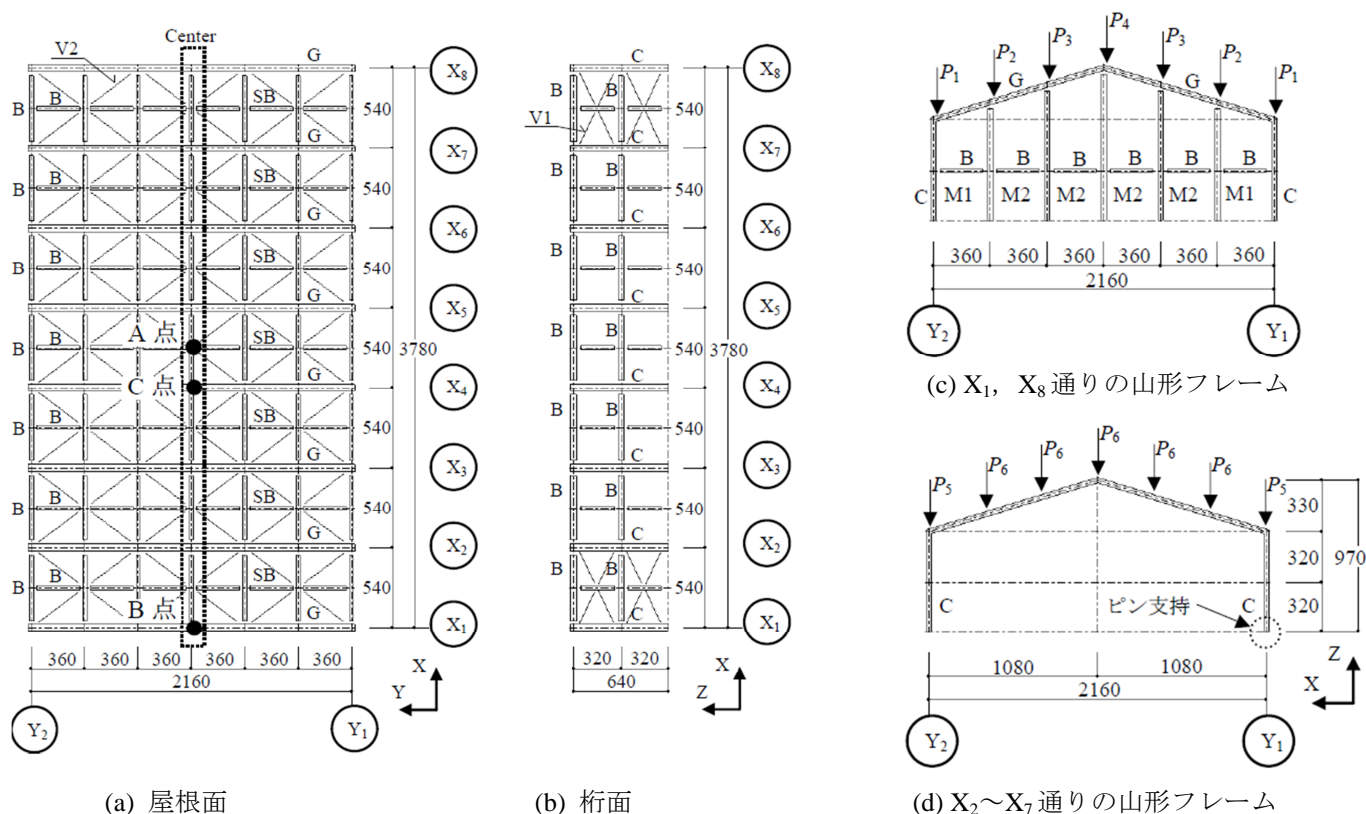 Center
V2
G
X₈
B
B
SB
540
G
X₇
B
B
SB
540
G
X₆
B
B
SB
540
G
X₅
A 点
B
SB
540
3780
C 点
G
X₄
B
B
SB
540
G
X₃
B
B
SB
540
G
X₂
B
B
SB
540
B 点
G
X₁
360 360 360 360 360 360
2160
X
Y
Y₂
Y₁
(a) 屋根面
C
X₈
B
B
540
V1
C
X₇
B
B
540
C
X₆
B
B
540
C
X₅
B
B
540
3780
C
X₄
B
B
540
C
X₃
B
B
540
C
X₂
B
B
540
C
X₁
320 320
640
X
Z
(b) 桁面
P₄
P₃ P₃
P₂ P₂
P₁ P₁
G G
B B B B B B
C M1 M2 M2 M2 M2 M1 C
360 360 360 360 360 360
2160
Y₂
Y₁
(c) X₁，X₈ 通りの山形フレーム
P₆
P₆ P₆
P₆ P₆
P₅ P₅
330
320
970
320
C
ピン支持
C
1080 1080
2160
Z
X
Y₂
Y₁
(d) X₂～X₇ 通りの山形フレーム